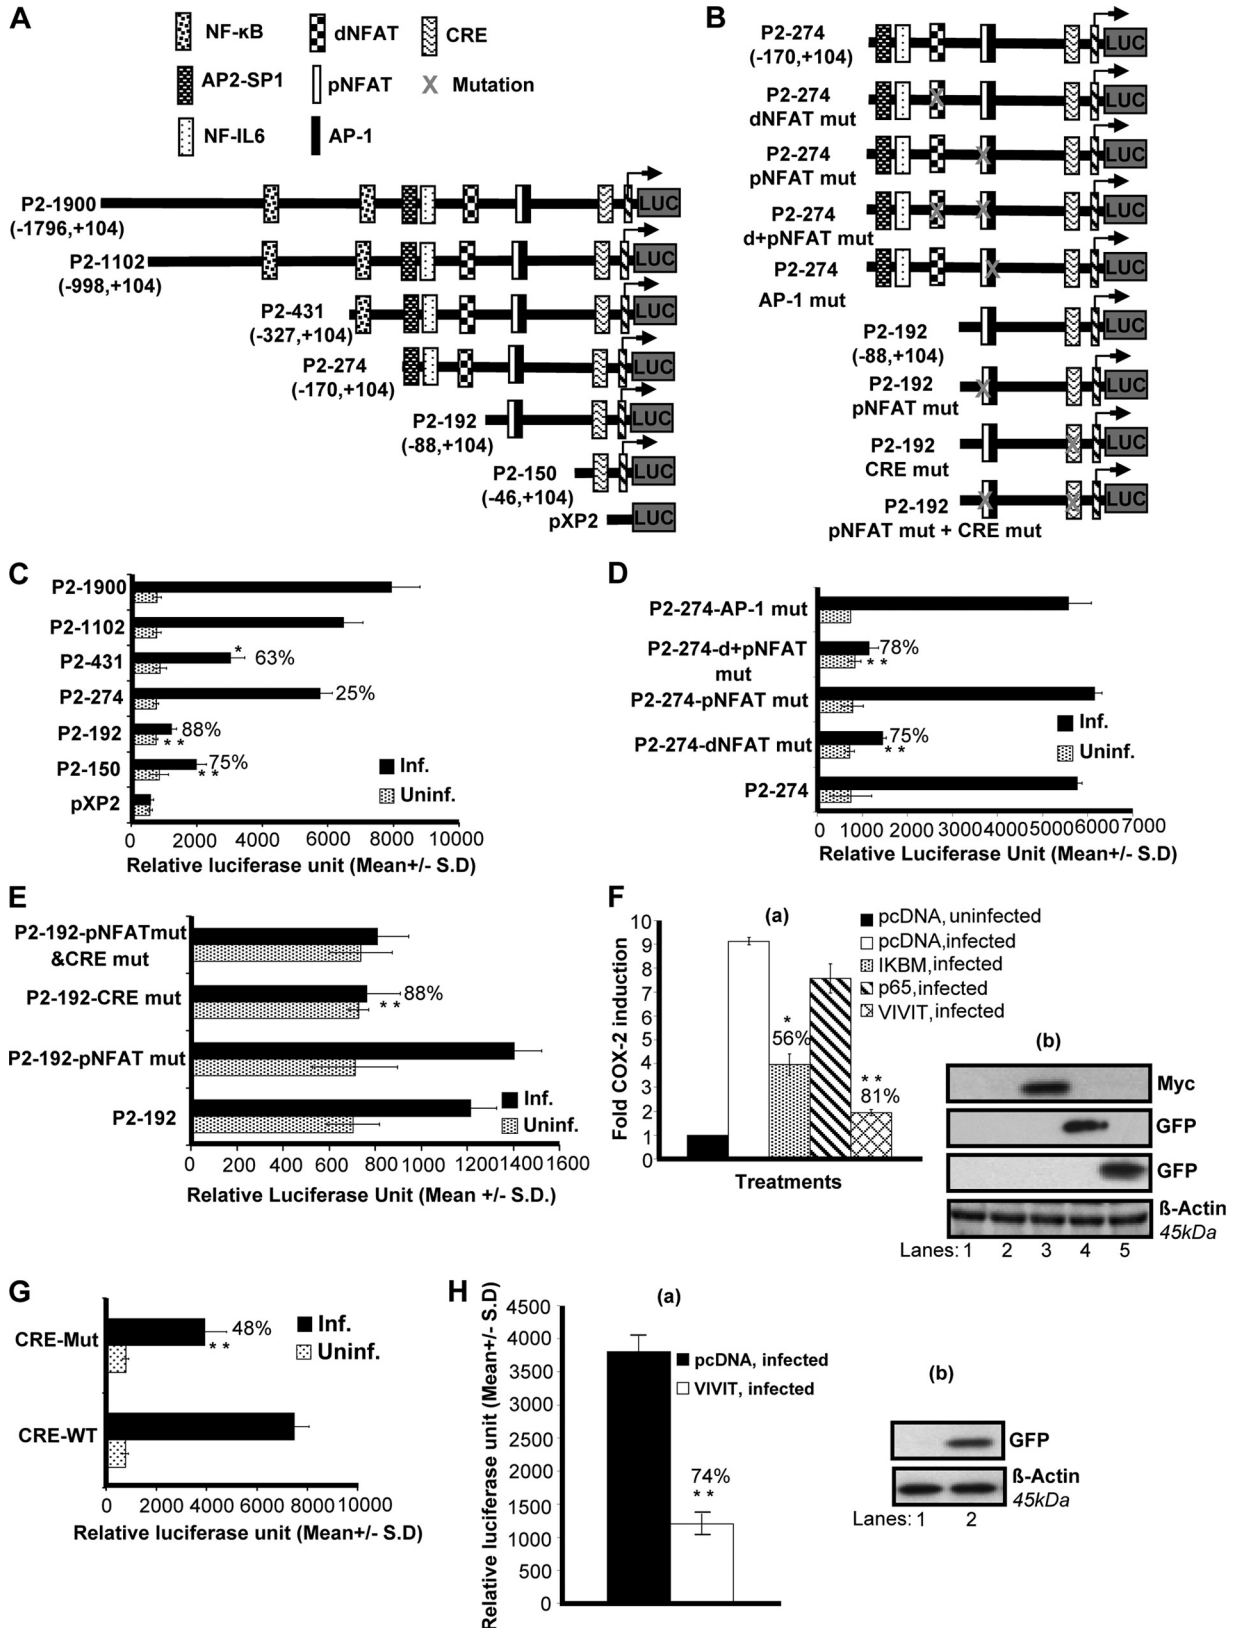 A
NF-κB
dNFAT
CRE
AP2-SP1
pNFAT
X Mutation
NF-IL6
AP-1
P2-1900
(-1796,+104)
LUC
P2-1102
(-998,+104)
LUC
P2-431
(-327,+104)
LUC
P2-274
(-170,+104)
LUC
P2-192
(-88,+104)
LUC
P2-150
(-46,+104)
LUC
pXP2
LUC
B
P2-274
(-170,+104)
LUC
P2-274
dNFAT mut
LUC
P2-274
pNFAT mut
LUC
P2-274
d+pNFAT mut
LUC
P2-274
AP-1 mut
LUC
P2-192
(-88,+104)
LUC
P2-192
pNFAT mut
LUC
P2-192
CRE mut
LUC
P2-192
pNFAT mut + CRE mut
LUC
C
P2-1900
P2-1102
P2-431
* 63%
P2-274
25%
P2-192
88%
* *
P2-150
75%
* *
pXP2
Inf.
Uninf.
0 2000 4000 6000 8000 10000
Relative luciferase unit (Mean+/- S.D)
D
P2-274-AP-1 mut
P2-274-d+pNFAT
mut
78%
* *
P2-274-pNFAT mut
P2-274-dNFAT mut
75%
* *
P2-274
Inf.
Uninf.
0 1000 2000 3000 4000 5000 6000 7000
Relative Luciferase Unit (Mean+/- S.D)
E
P2-192-pNFATmut
&CRE mut
P2-192-CRE mut
88%
* *
P2-192-pNFAT mut
P2-192
Inf.
Uninf.
0 200 400 600 800 1000 1200 1400 1600
Relative Luciferase Unit (Mean +/- S.D.)
F
(a)
Fold COX-2 induction
10
9
8
7
6
5
4
3
2
1
0
*
56%
* *
81%
Treatments
pcDNA, uninfected
pcDNA, infected
IKBM, infected
p65, infected
VIVIT, infected
(b)
Myc
GFP
GFP
ß-Actin
45kDa
Lanes: 1 2 3 4 5
G
CRE-Mut
48%
* *
CRE-WT
Inf.
Uninf.
0 2000 4000 6000 8000 10000
Relative luciferase unit (Mean+/- S.D)
H
(a)
Relative luciferase unit (Mean+/- S.D)
4500
4000
3500
3000
2500
2000
1500
1000
500
0
74%
* *
pcDNA, infected
VIVIT, infected
(b)
GFP
ß-Actin
45kDa
Lanes: 1 2